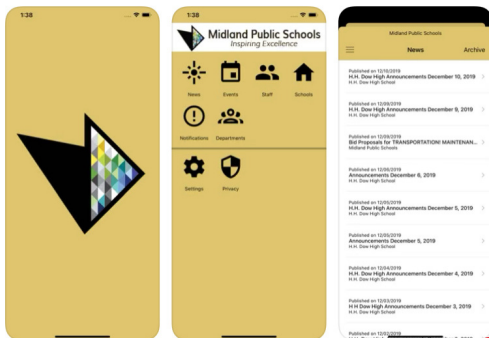 1:38
1:38
Midland Public Schools
Inspiring Excellence
News
Events
Staff
Schools
Notifications
Departments
Settings
Privacy
Midland Public Schools
News
Archive
Published on 12/10/2019
H.H. Dow High Announcements December 10, 2019
H.H. Dow High School
Published on 12/09/2019
H.H. Dow High Announcements December 9, 2019
H.H. Dow High School
Published on 12/09/2019
Bid Proposals for TRANSPORTATION! MAINTENAN...
Midland Public Schools
Published on 12/06/2019
Announcements December 6, 2019
H.H. Dow High School
Published on 12/05/2019
H.H. Dow High Announcements December 5, 2019
H.H. Dow High School
Published on 12/05/2019
Announcements December 5, 2019
H.H. Dow High School
Published on 12/04/2019
H.H. Dow High Announcements December 4, 2019
H.H. Dow High School
Published on 12/03/2019
H H Dow High Announcements December 3, 2019
H.H. Dow High School
Published on 12/02/2019